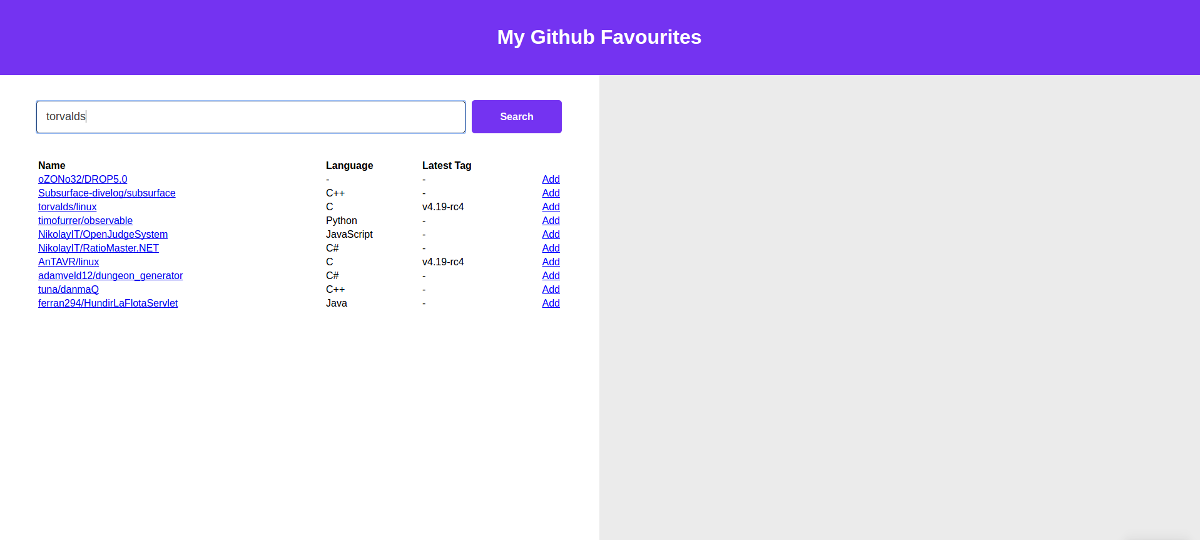 My Github Favourites
torvalds
Search
Name Language Latest Tag
oZONo32/DROP5.0 - - Add
Subsurface-divelog/subsurface C++ - Add
torvalds/linux C v4.19-rc4 Add
timofurrer/observable Python - Add
NikolayIT/OpenJudgeSystem JavaScript - Add
NikolayIT/RatioMaster.NET C# - Add
AnTAVR/linux C v4.19-rc4 Add
adamveld12/dungeon_generator C# - Add
tuna/danmaQ C++ - Add
ferran294/HundirLaFlotaServlet Java - Add